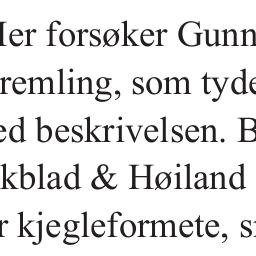 Her forsøker Gunn
remling, som tyde
ed beskrivelsen. B
kblad & Høiland
r kjegleformete, s